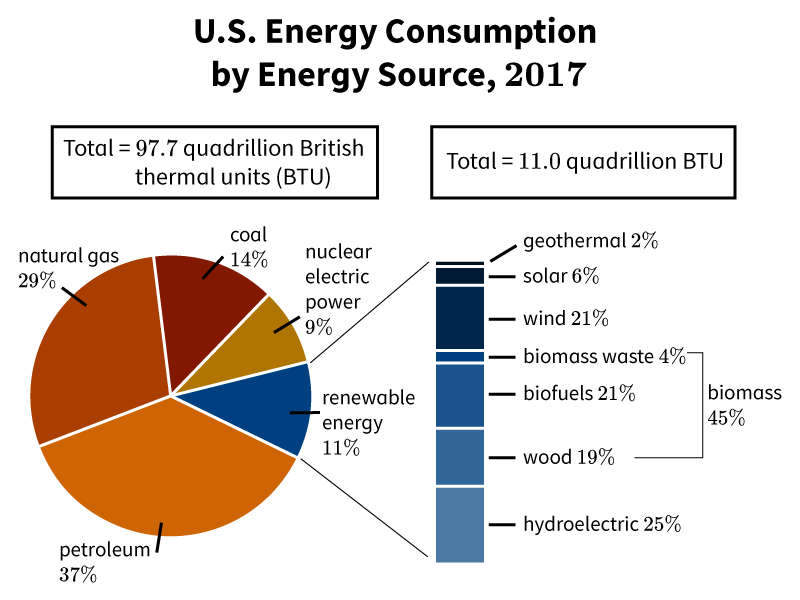 U.S. Energy Consumption
by Energy Source, 2017
Total = 97.7 quadrillion British
thermal units (BTU)
Total = 11.0 quadrillion BTU
natural gas
29%
coal
14%
nuclear
electric
power
9%
renewable
energy
11%
petroleum
37%
geothermal 2%
solar 6%
wind 21%
biomass waste 4%
biofuels 21%
wood 19%
biomass
45%
hydroelectric 25%